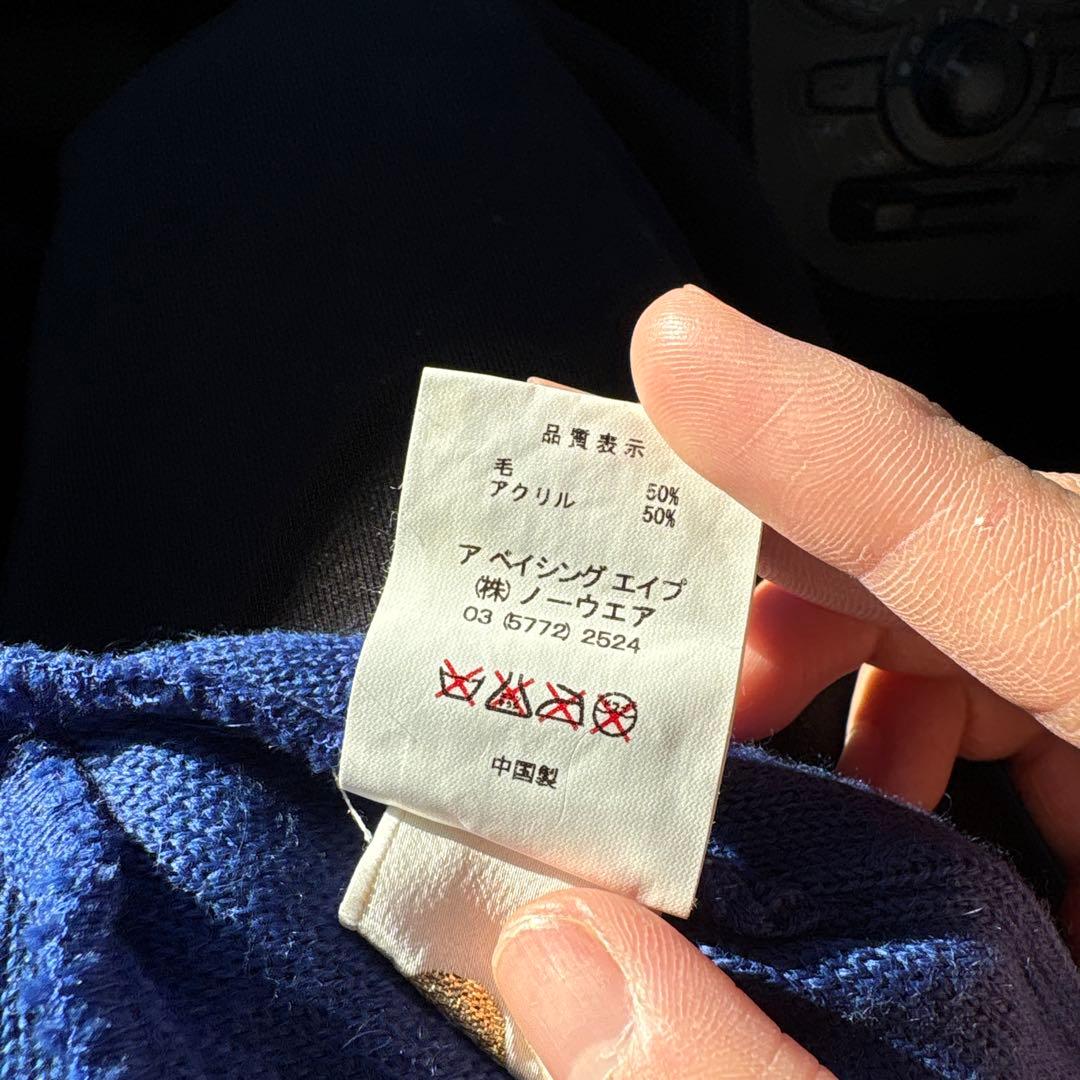 品質表示
毛 50%
アクリル 50%
ア ベイシング エイプ
(株) ノーウエア
03 (5772) 2524
中国製